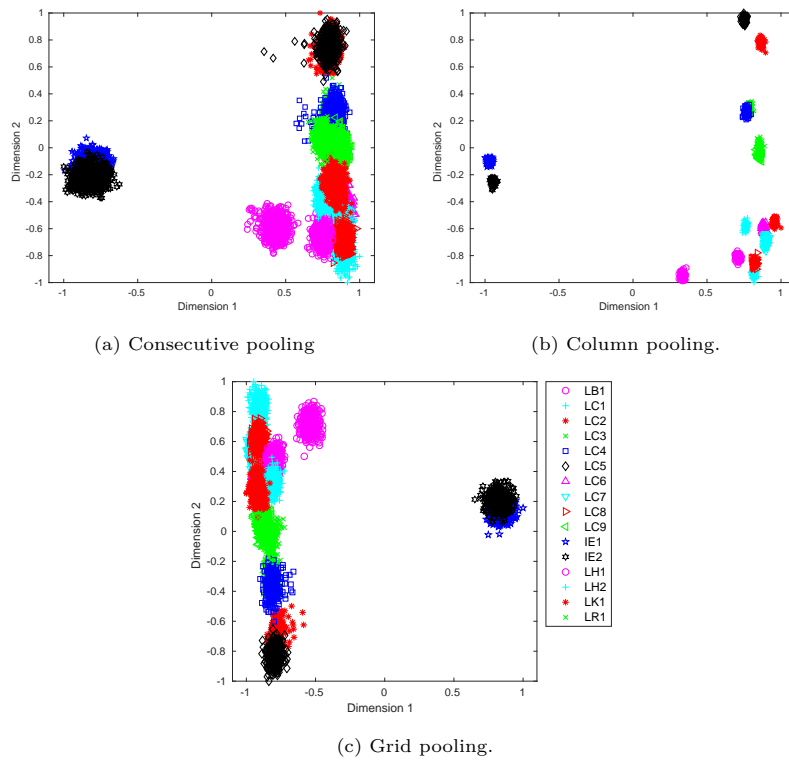 1
0.8
0.6
0.4
0.2
0
-0.2
-0.4
-0.6
-0.8
-1
Dimension 2
-1 -0.5 0 0.5 1
Dimension 1
(a) Consecutive pooling
1
0.8
0.6
0.4
0.2
0
-0.2
-0.4
-0.6
-0.8
-1
Dimension 2
-1 -0.5 0 0.5 1
Dimension 1
(b) Column pooling.
1
0.8
0.6
0.4
0.2
0
-0.2
-0.4
-0.6
-0.8
-1
Dimension 2
-1 -0.5 0 0.5 1
Dimension 1
LB1
LC1
LC2
LC3
LC4
LC5
LC6
LC7
LC8
LC9
IE1
IE2
LH1
LH2
LK1
LR1
(c) Grid pooling.